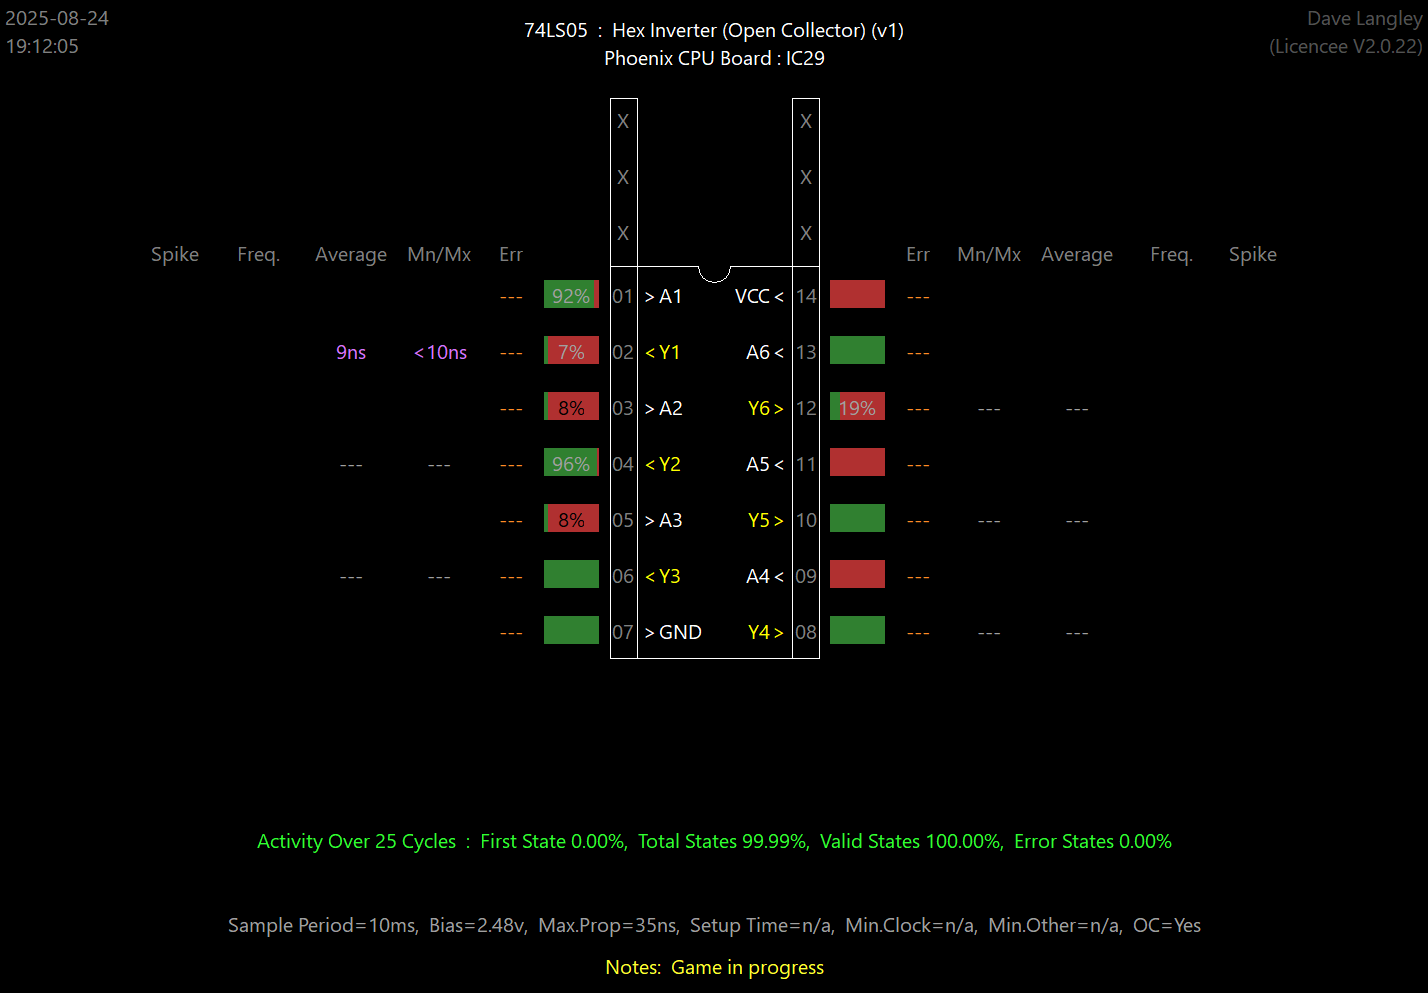 2025-08-24
19:12:05
74LS05 : Hex Inverter (Open Collector) (v1)
Phoenix CPU Board : IC29
Dave Langley
(Licencee V2.0.22)
X X
X X
X X
Spike Freq. Average Mn/Mx Err Err Mn/Mx Average Freq. Spike
--- 92% 01 > A1 VCC < 14 ---
9ns <10ns --- 7% 02 < Y1 A6 < 13 ---
--- 8% 03 > A2 Y6 > 12 19% --- --- ---
--- --- --- 96% 04 < Y2 A5 < 11 ---
--- 8% 05 > A3 Y5 > 10 --- --- ---
--- --- --- 06 < Y3 A4 < 09 ---
--- 07 > GND Y4 > 08 --- --- ---
Activity Over 25 Cycles : First State 0.00%, Total States 99.99%, Valid States 100.00%, Error States 0.00%
Sample Period=10ms, Bias=2.48v, Max.Prop=35ns, Setup Time=n/a, Min.Clock=n/a, Min.Other=n/a, OC=Yes
Notes: Game in progress